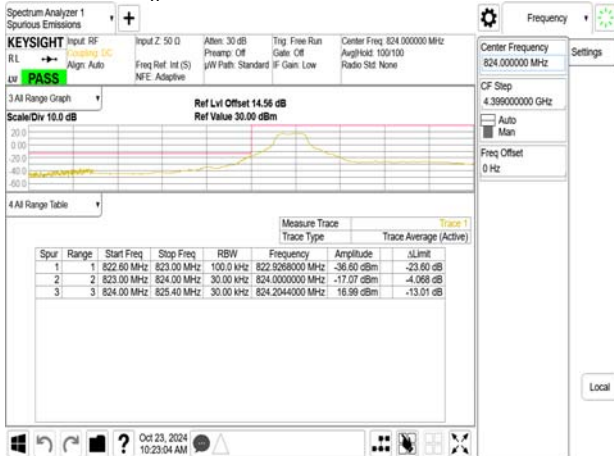 Spectrum Analyzer 1
Spurious Emissions
+
Frequency
KEYSIGHT Input: RF
Coupling: DC
Align: Auto
RL
LV PASS
Input Z: 50 Ω
Freq Ref: Int (S)
NFE: Adaptive
Atten: 30 dB
Preamp: Off
µW Path: Standard
Trig: Free Run
Gate: Off
IF Gain: Low
Center Freq: 824.000000 MHz
Avg|Hold: 100/100
Radio Std: None
Center Frequency
824.000000 MHz
Settings
CF Step
4.399000000 GHz
Auto
Man
Freq Offset
0 Hz
3 All Range Graph
Scale/Div 10.0 dB
Ref Lvl Offset 14.56 dB
Ref Value 30.00 dBm
20.0
0.00
-20.0
-40.0
-60.0
4 All Range Table
Measure Trace Trace 1
Trace Type Trace Average (Active)
Spur Range Start Freq Stop Freq RBW Frequency Amplitude ΔLimit
1 1 822.60 MHz 823.00 MHz 100.0 kHz 822.9268000 MHz -36.60 dBm -23.60 dB
2 2 823.00 MHz 824.00 MHz 30.00 kHz 824.0000000 MHz -17.07 dBm -4.068 dB
3 3 824.00 MHz 825.40 MHz 30.00 kHz 824.2044000 MHz 16.99 dBm -13.01 dB
Local
?
Oct 23, 2024
10:23:04 AM